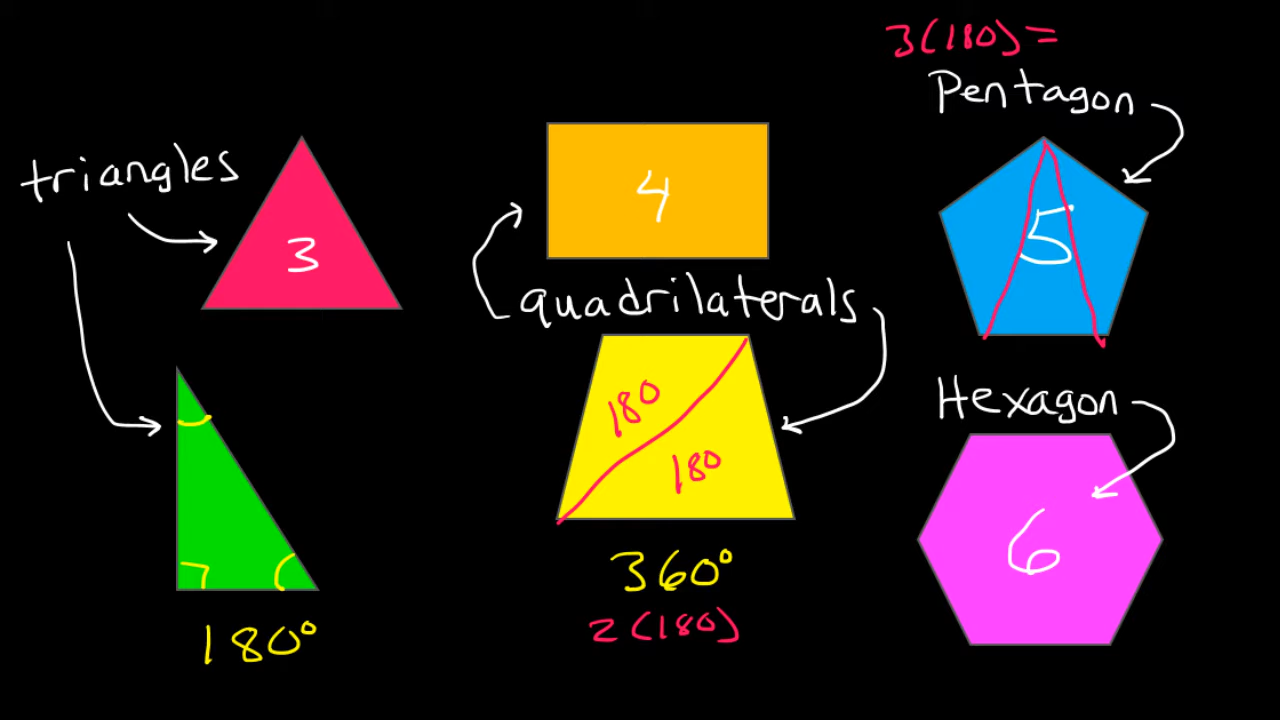 3(180)=
Pentagon
triangles
3
4
5
quadrilaterals
180
180
Hexagon
6
360°
2(180)
180°